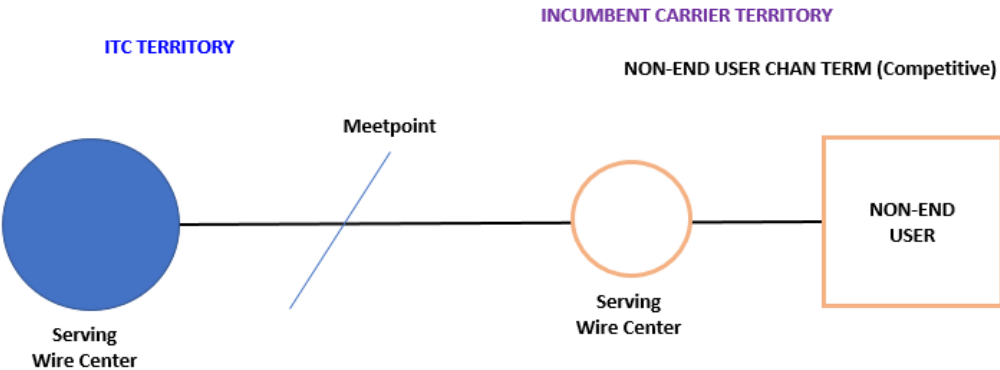 INCUMBENT CARRIER TERRITORY
ITC TERRITORY
NON-END USER CHAN TERM (Competitive)
Meetpoint
NON-END
USER
Serving
Wire Center
Serving
Wire Center